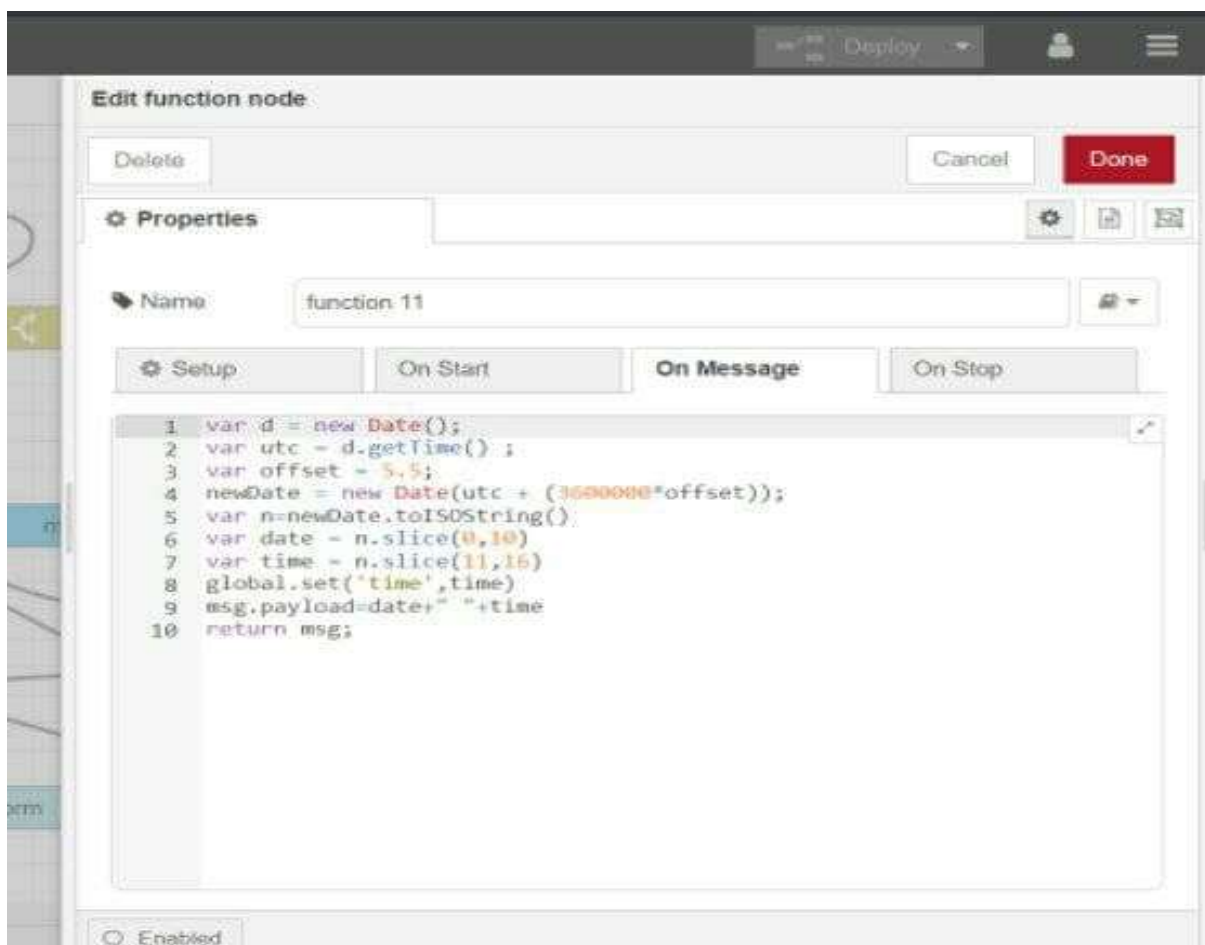 Deploy
Edit function node
Delete
Cancel
Done
Properties
Name
function 11
Setup
On Start
On Message
On Stop
1 var d = new Date();
2 var utc = d.getTime() ;
3 var offset = 5.5;
4 newDate = new Date(utc + (3600000*offset));
5 var n=newDate.toISOString()
6 var date = n.slice(0,10)
7 var time = n.slice(11,16)
8 global.set('time',time)
9 msg.payload=date+" "+time
10 return msg;
orm
Enabled